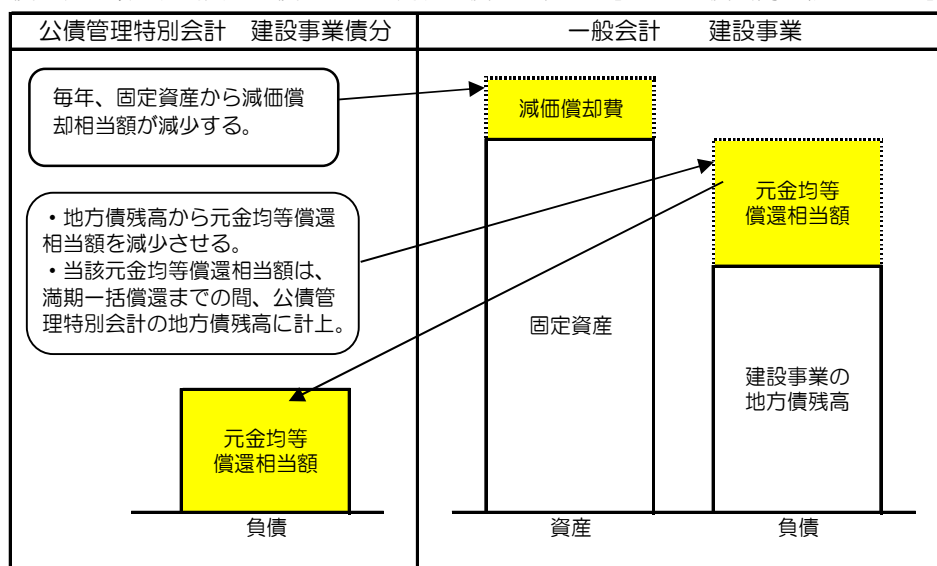 公債管理特別会計　建設事業債分
一般会計　　建設事業
毎年、固定資産から減価償
却相当額が減少する。
・地方債残高から元金均等償還
相当額を減少させる。
・当該元金均等償還相当額は、
満期一括償還までの間、公債管
理特別会計の地方債残高に計上。
元金均等
償還相当額
負債
減価償却費
固定資産
資産
元金均等
償還相当額
建設事業の
地方債残高
負債